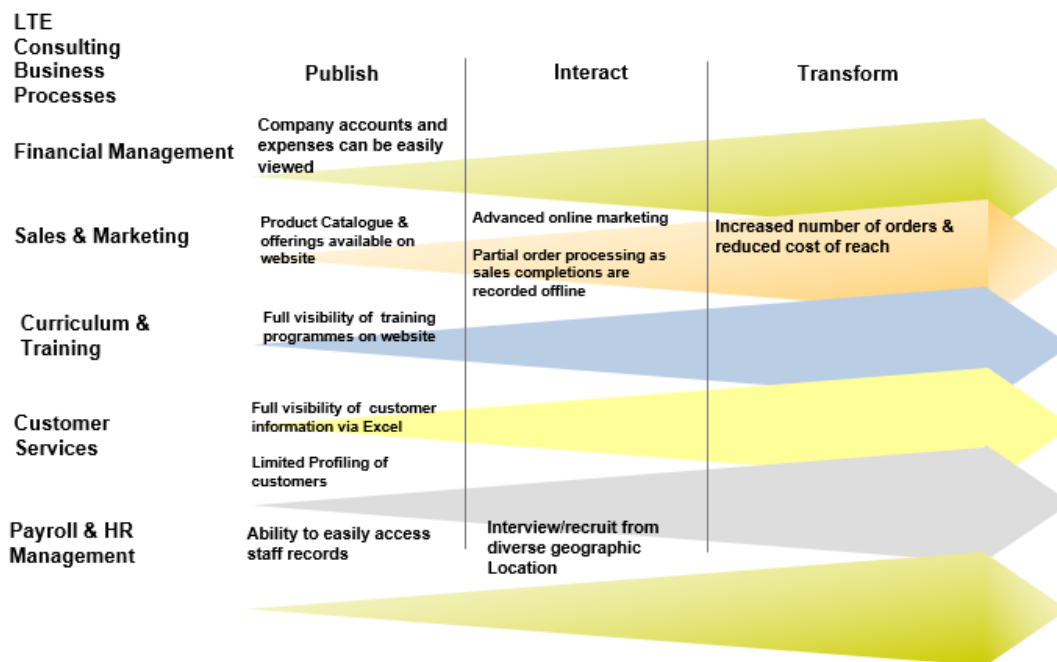 LTE
Consulting
Business
Processes
Publish
Interact
Transform
Financial Management
Company accounts and
expenses can be easily
viewed
Sales & Marketing
Product Catalogue &
offerings available on
website
Advanced online marketing
Partial order processing as
sales completions are
recorded offline
Increased number of orders &
reduced cost of reach
Curriculum &
Training
Full visibility of training
programmes on website
Customer
Services
Full visibility of customer
information via Excel
Limited Profiling of
customers
Payroll & HR
Management
Ability to easily access
staff records
Interview/recruit from
diverse geographic
Location